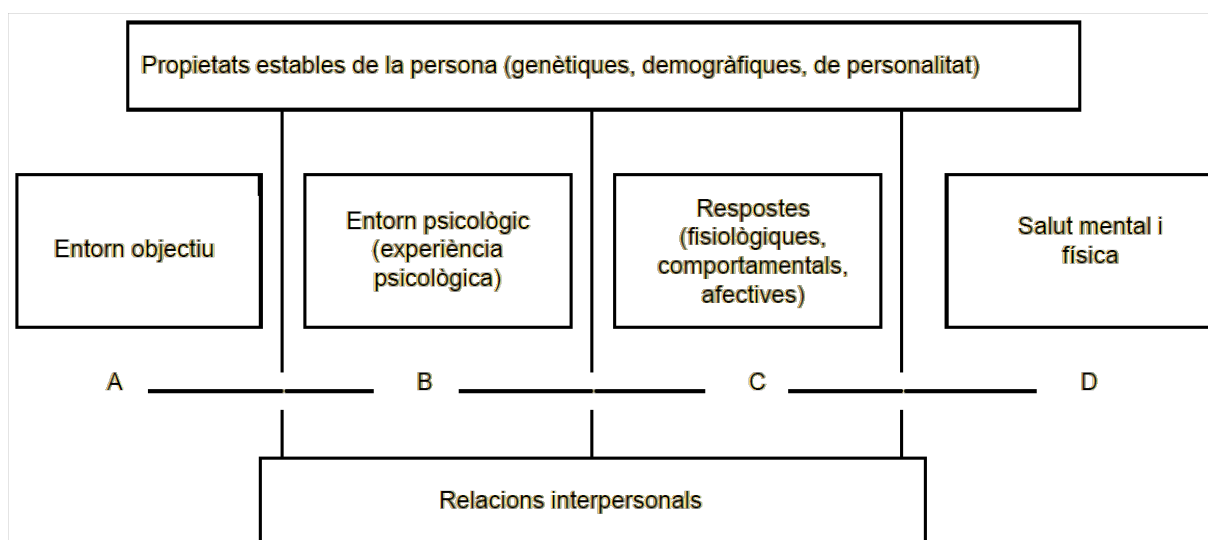 Propietats estables de la persona (genètiques, demogràfiques, de personalitat)
Entorn objectiu
Entorn psicològic
(experiència
psicològica)
Respostes
(fisiològiques,
comportamentals,
afectives)
Salut mental i
física
A
B
C
D
Relacions interpersonals